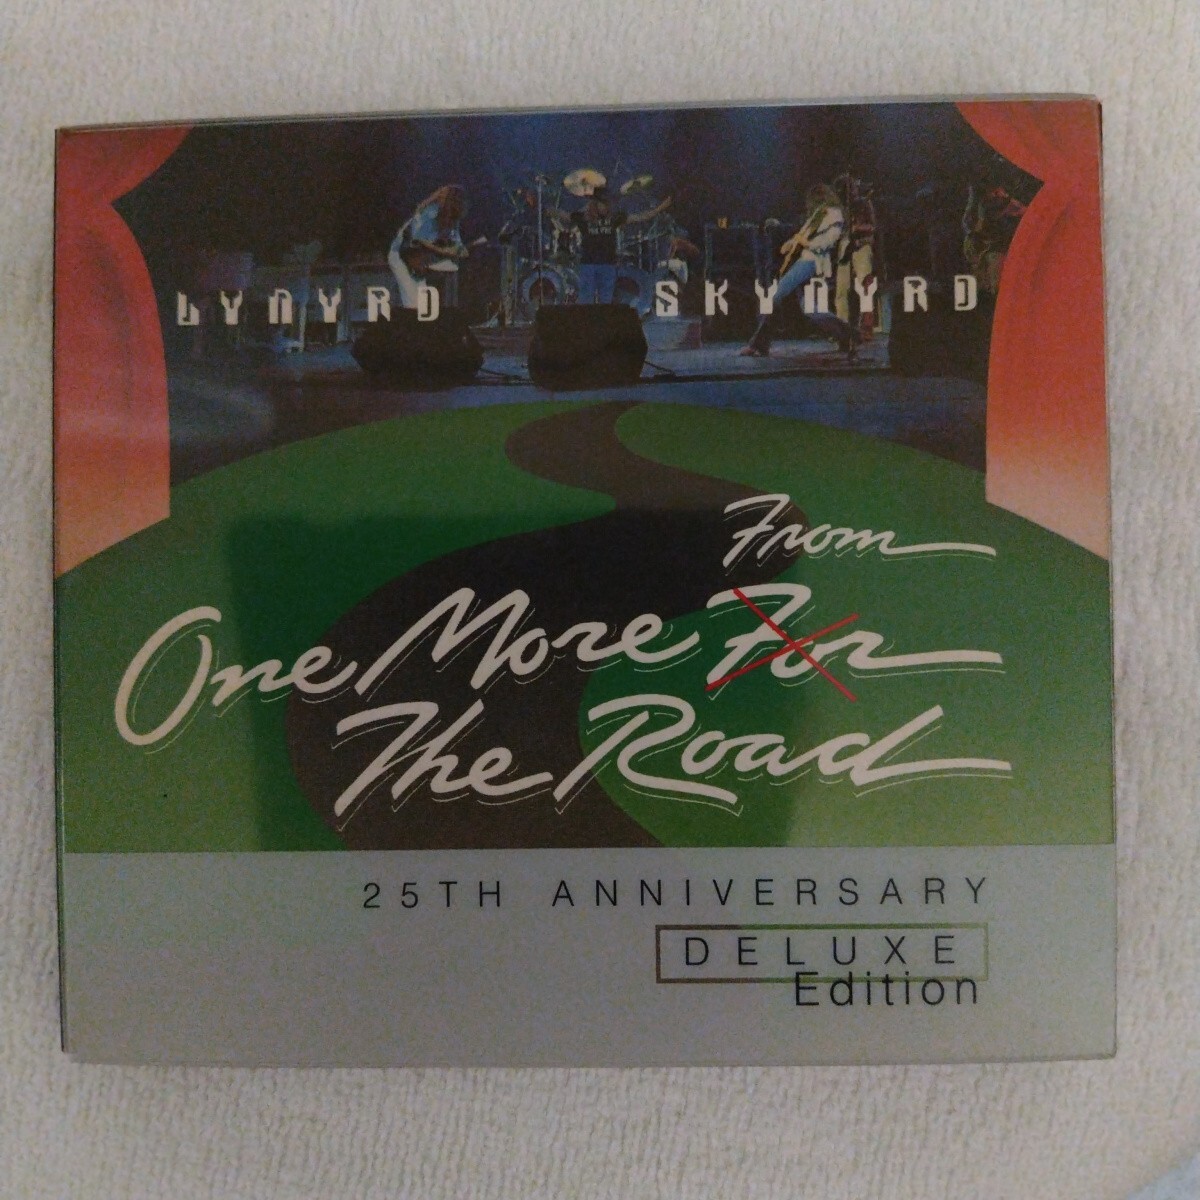 LYNYRD SKYNYRD
From
One More For
The Road
25TH ANNIVERSARY
DELUXE
Edition